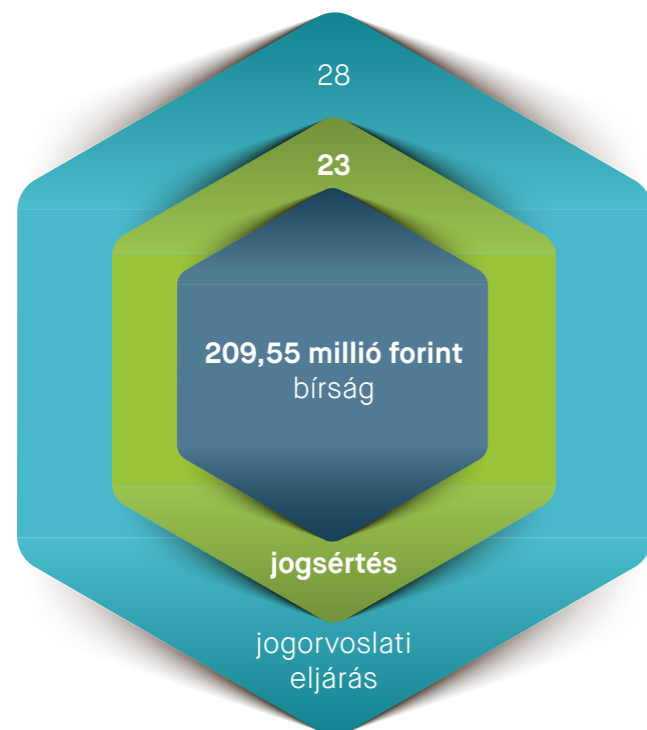 28
23
209,55 millió forint
bírság
jogsértés
jogorvoslati
eljárás